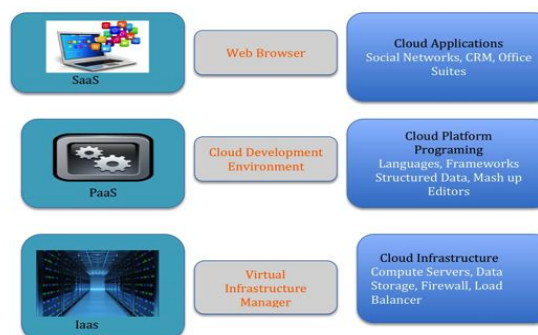 SaaS
Web Browser
Cloud Applications
Social Networks, CRM, Office
Suites
PaaS
Cloud Development
Environment
Cloud Platform
Programing
Languages, Frameworks
Structured Data, Mash up
Editors
Iaas
Virtual
Infrastructure
Manager
Cloud Infrastructure
Compute Servers, Data
Storage, Firewall, Load
Balancer